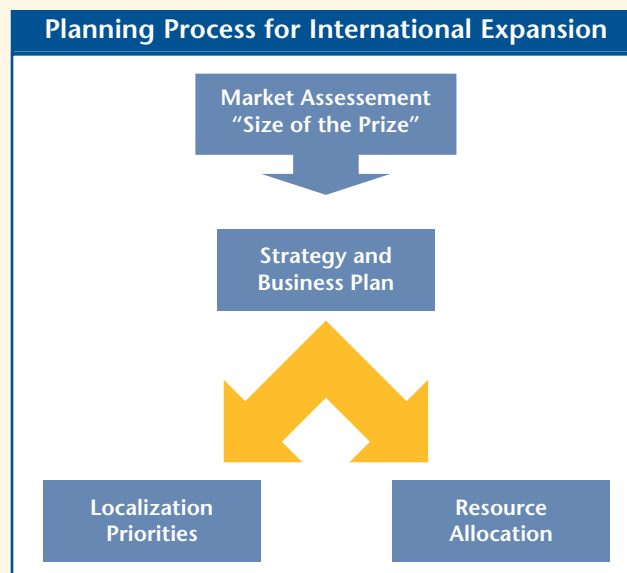 Planning Process for International Expansion
Market Assessement
“Size of the Prize”
Strategy and
Business Plan
Localization
Priorities
Resource
Allocation